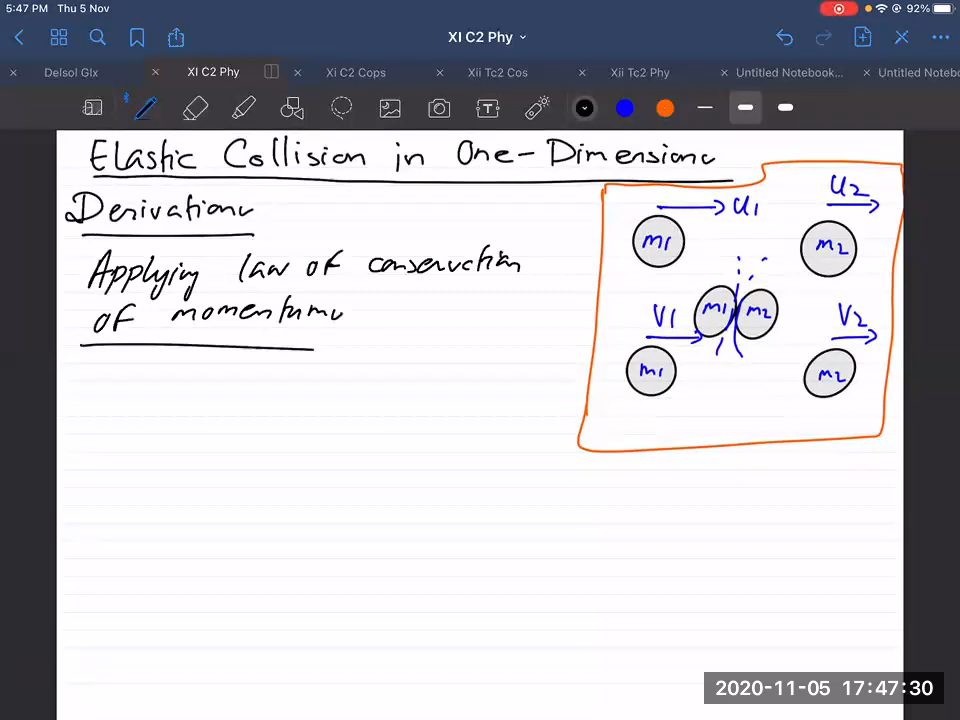 5:47 PM Thu 5 Nov
92%
XI C2 Phy
Delsol Glx
XI C2 Phy
Xi C2 Cops
Xii Tc2 Cos
Xii Tc2 Phy
Untitled Notebook...
Untitled Noteb
Elastic Collision in One-Dimension
Derivation
Applying law of conservation
of momentum
U1
U2
m1
m2
m1
m2
V1
V2
m1
m2
2020-11-05 17:47:30